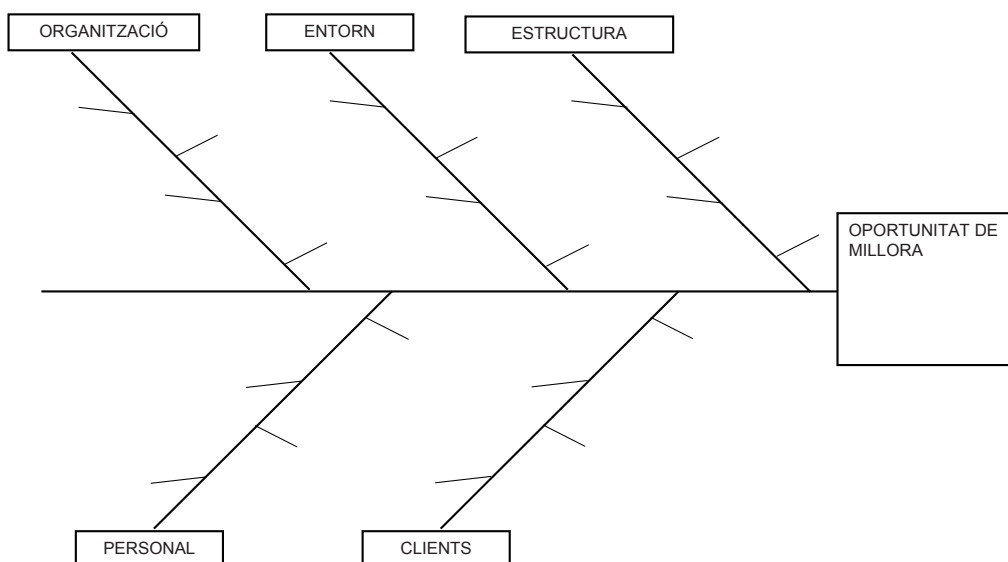 ORGANITZACIÓ
ENTORN
ESTRUCTURA
OPORTUNITAT DE
MILLORA
PERSONAL
CLIENTS